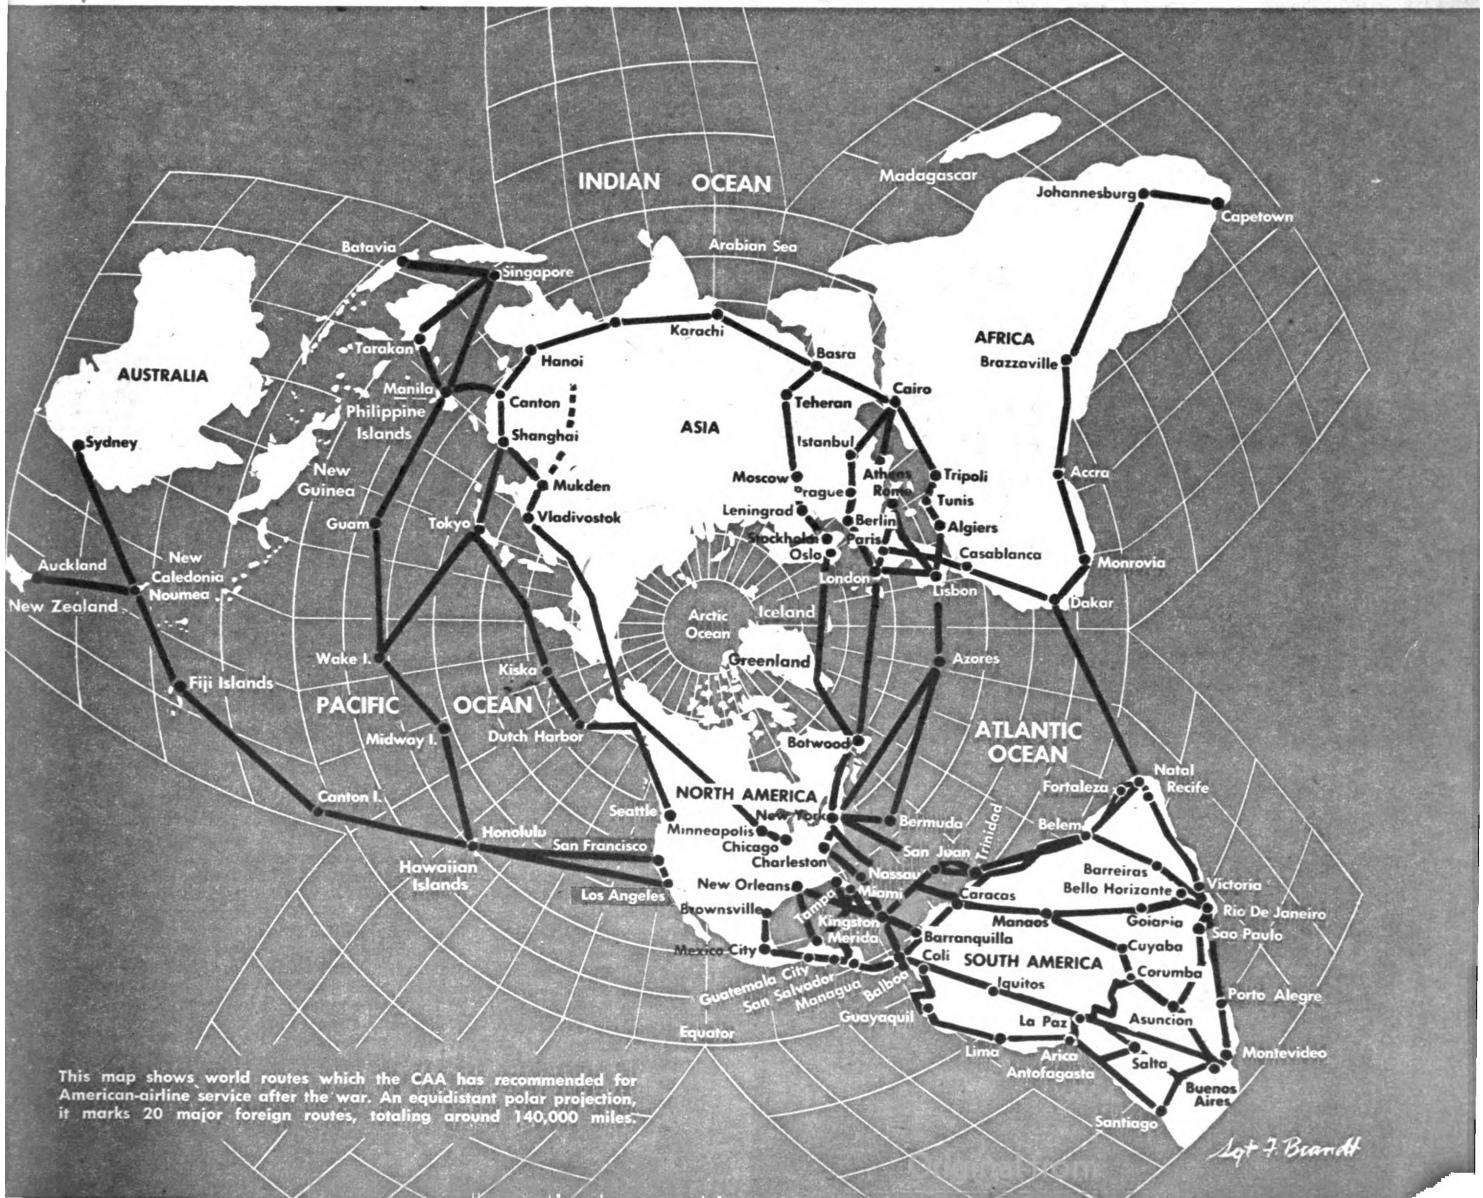 INDIAN OCEAN
Madagascar
Johannesburg
Capetown
Batavia
Arabian Sea
Singapore
Karachi
AFRICA
Tarakan
Hanoi
Basra
Brazzaville
AUSTRALIA
Manila
Cairo
Philippine
Islands
Canton
Teheran
ASIA
Sydney
Shanghai
Istanbul
New
Guinea
Mukden
Moscow
Athens
Tripoli
Accra
Prague
Rome
Tunis
Guam
Tokyo
Vladivostok
Leningrad
Berlin
Algiers
Stockholm
Paris
Oslo
Casablanca
Auckland
New
Caledonia
Noumea
London
Monrovia
New Zealand
Lisbon
Dakar
Arctic
Ocean
Iceland
Wake I.
Kiska
Greenland
Azores
Fiji Islands
PACIFIC OCEAN
Midway I.
Dutch Harbor
Botwood
ATLANTIC
OCEAN
Natal
Recife
Fortaleza
Canton I.
NORTH AMERICA
Seattle
New York
Bermuda
Belem
Trinidad
Honolulu
San Francisco
Minneapolis
Chicago
Charleston
San Juan
Hawaiian
Islands
Nassau
Barreiras
Los Angeles
New Orleans
Miami
Tampa
Caracas
Bello Horizante
Victoria
Brownsville
Kingston
Manaos
Goiania
Rio De Janeiro
Merida
Barranquilla
Sao Paulo
Mexico City
Coli
SOUTH AMERICA
Cuyaba
Guatemala City
San Salvador
Managua
Balboa
Iquitos
Corumba
Guayaquil
La Paz
Asuncion
Porto Alegre
Equator
Lima
Arica
Salta
Montevideo
Antofagasta
Buenos
Aires
Santiago
This map shows world routes which the CAA has recommended for
American-airline service after the war. An equidistant polar projection,
it marks 20 major foreign routes, totaling around 140,000 miles.
Sgt F. Brandt
Original from